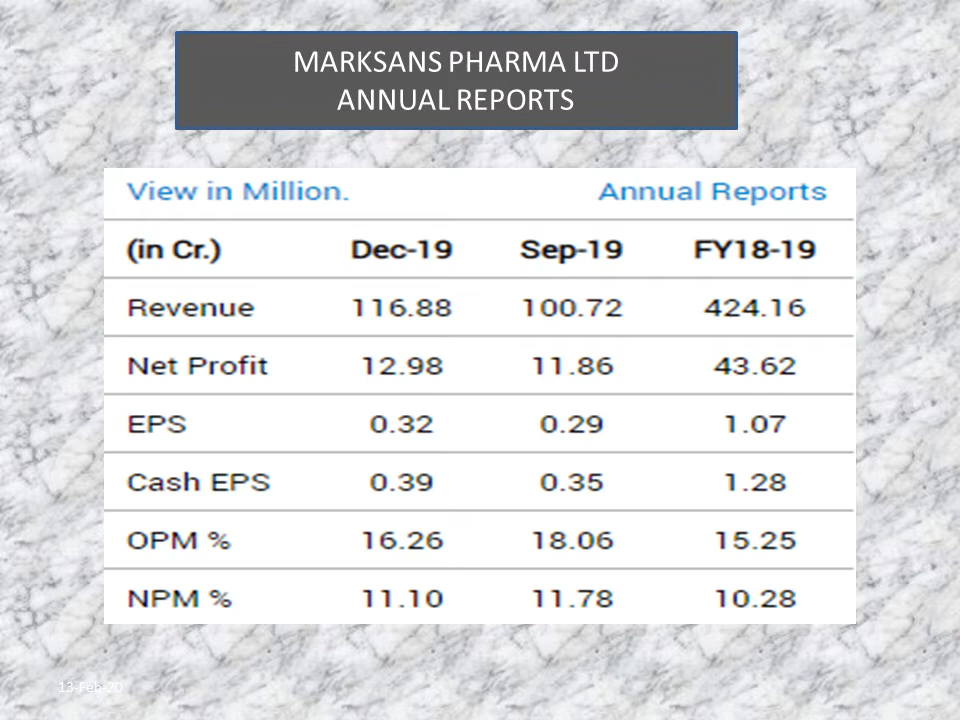 MARKSANS PHARMA LTD
ANNUAL REPORTS
View in Million. Annual Reports
(in Cr.) Dec-19 Sep-19 FY18-19
Revenue 116.88 100.72 424.16
Net Profit 12.98 11.86 43.62
EPS 0.32 0.29 1.07
Cash EPS 0.39 0.35 1.28
OPM % 16.26 18.06 15.25
NPM % 11.10 11.78 10.28
13-Feb-20